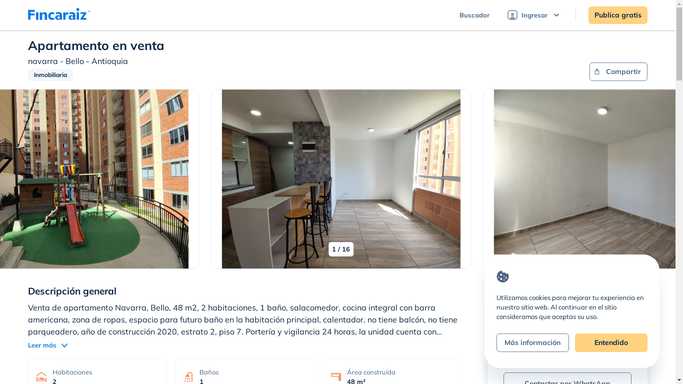 Fincaraiz
Buscador
Ingresar
Publica gratis
Apartamento en venta
navarra - Bello - Antioquia
Inmobiliaria
Compartir
1 / 16
Descripción general
Venta de apartamento Navarra, Bello, 48 m2, 2 habitaciones, 1 baño, salacomedor, cocina integral con barra
americana, zona de ropas, espacio para futuro baño en la habitación principal, calentador, no tiene balcón, no tiene
parqueadero, año de construcción 2020, estrato 2, piso 7. Portería y vigilancia 24 horas, la unidad cuenta con...
Leer más
Habitaciones
2
Baños
1
Área construida
48 m²
Utilizamos cookies para mejorar tu experiencia en
nuestro sitio web. Al continuar en el sitio
consideramos que aceptas su uso.
Más información
Entendido
Contactar por WhatsApp